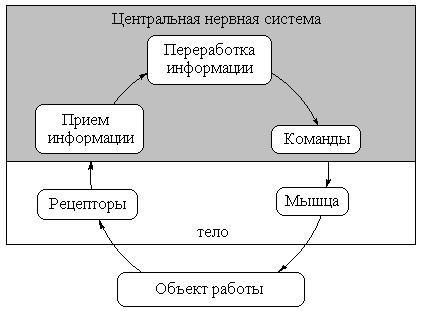 Центральная нервная система
Переработка
информации
Прием
информации
Команды
Рецепторы
Мышца
тело
Объект работы